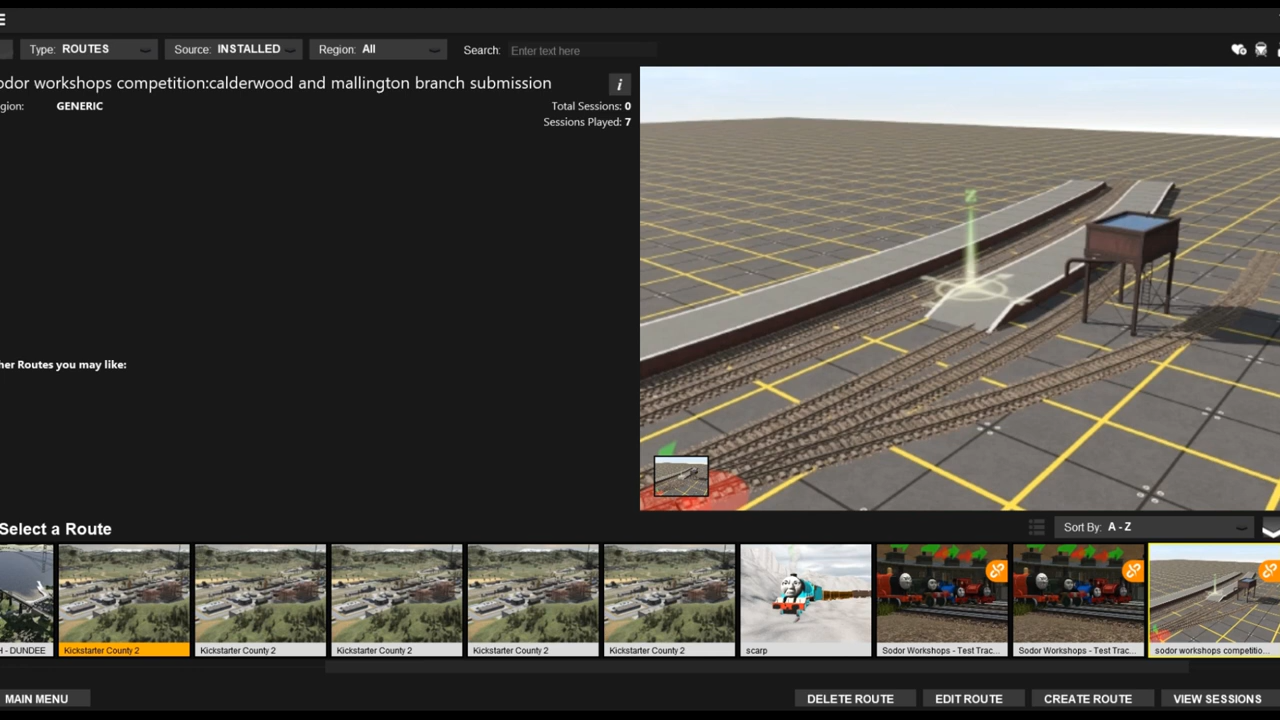 Type: ROUTES
Source: INSTALLED
Region: All
Search: Enter text here
odor workshops competition:calderwood and mallington branch submission
i
gion: GENERIC
Total Sessions: 0
Sessions Played: 7
her Routes you may like:
N
Select a Route
Sort By: A - Z
H - DUNDEE
Kickstarter County 2
Kickstarter County 2
Kickstarter County 2
Kickstarter County 2
Kickstarter County 2
scarp
Sodor Workshops - Test Trac...
Sodor Workshops - Test Trac...
sodor workshops competitio...
MAIN MENU
DELETE ROUTE
EDIT ROUTE
CREATE ROUTE
VIEW SESSIONS